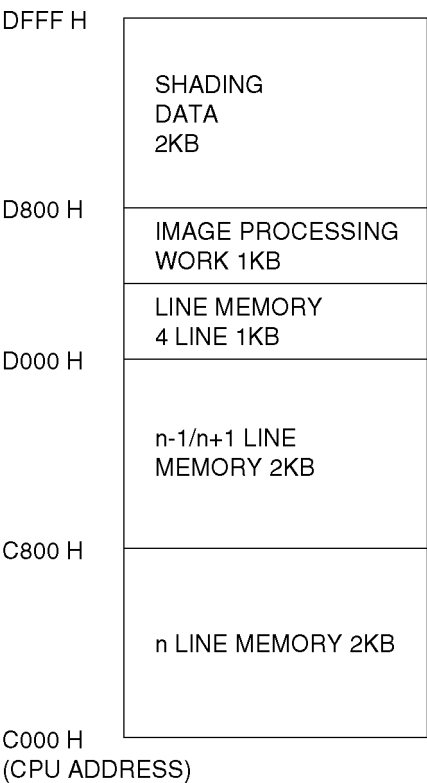 DFFF H
SHADING
DATA
2KB
D800 H
IMAGE PROCESSING
WORK 1KB
LINE MEMORY
4 LINE 1KB
D000 H
n-1/n+1 LINE
MEMORY 2KB
C800 H
n LINE MEMORY 2KB
C000 H
(CPU ADDRESS)